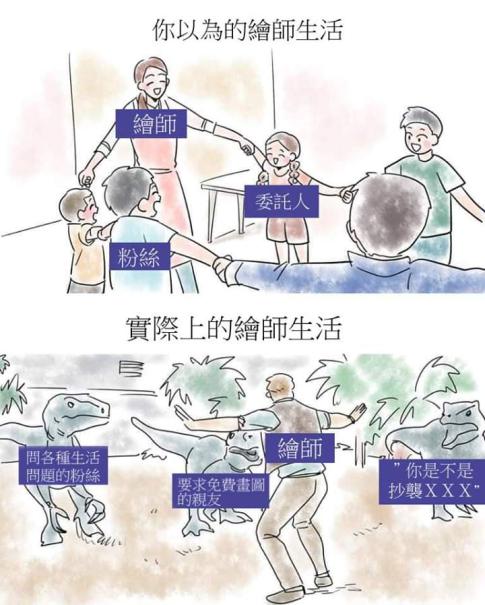 你以為的繪師生活
繪師
委託人
粉絲
實際上的繪師生活
繪師
問各種生活
問題的粉絲
要求免費畫圖
的親友
”你是不是
抄襲ＸＸＸ”